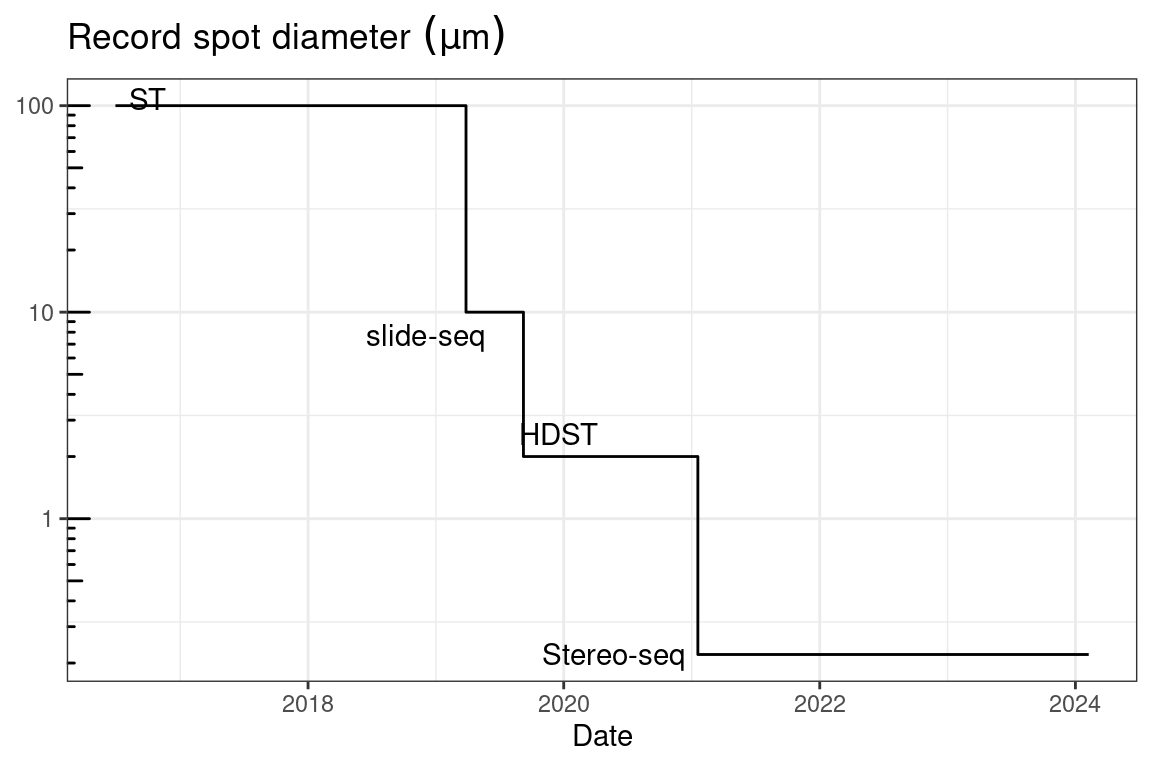 Record spot diameter (μm)
100
ST
10
slide-seq
HDST
1
Stereo-seq
2018 2020 2022 2024
Date